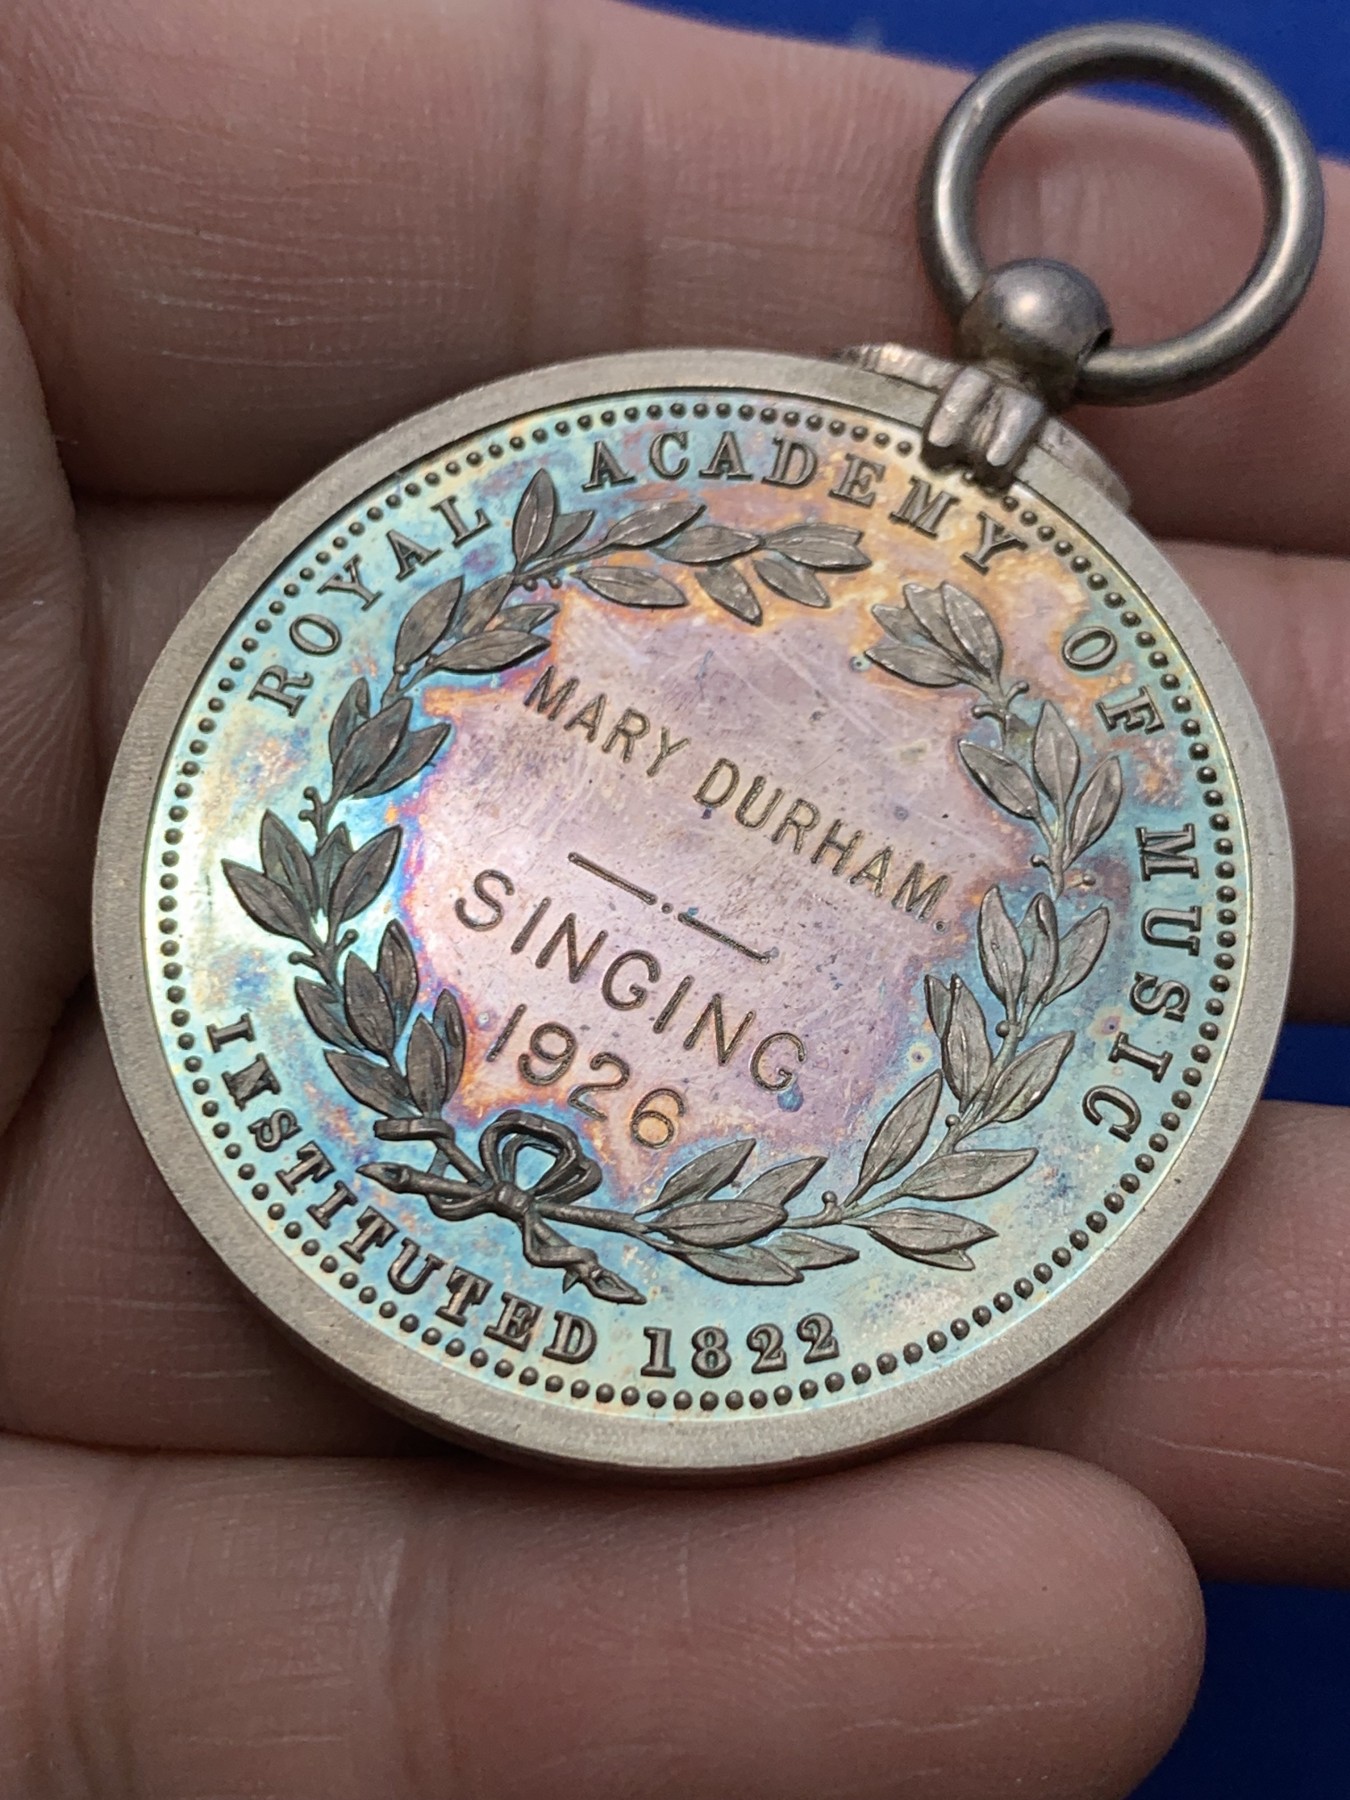 ROYAL ACADEMY OF MUSIC
MARY DURHAM.
SINGING
1926
INSTITUTED 1822